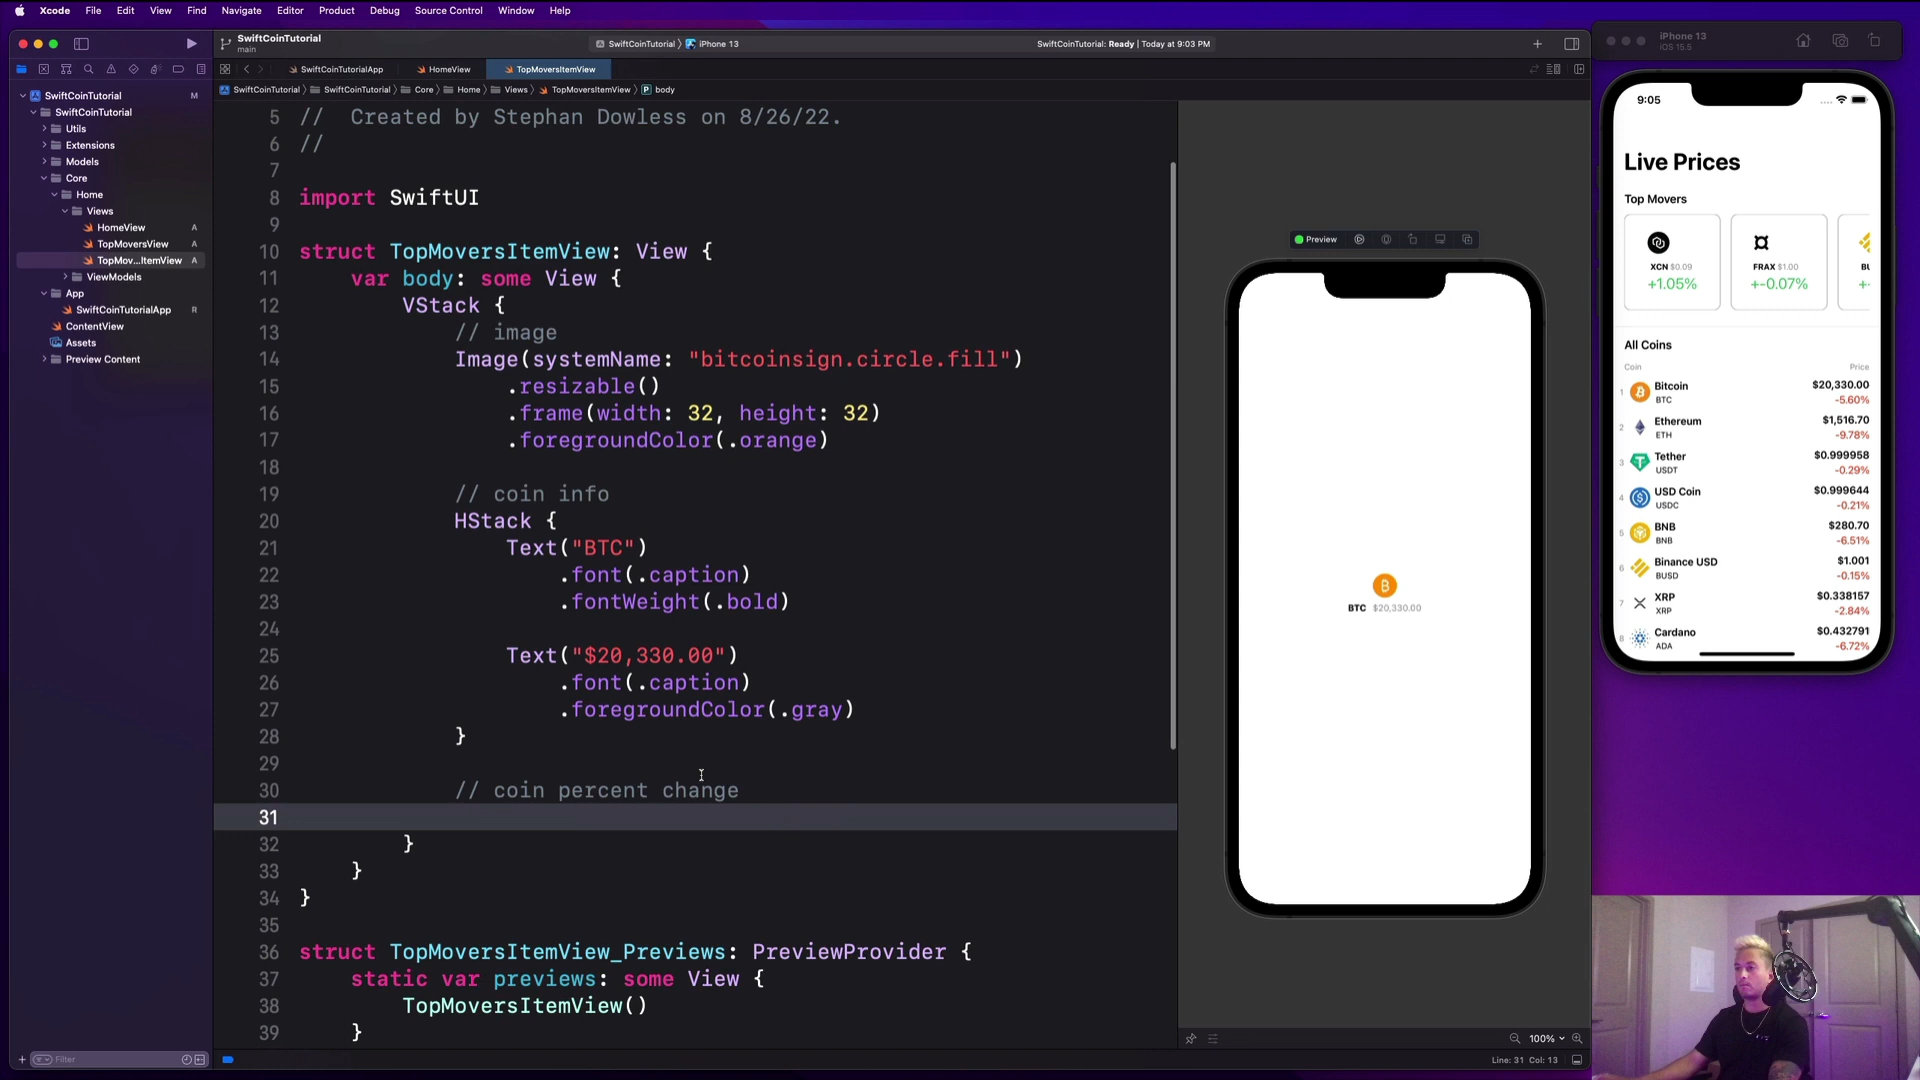 Xcode File Edit View Find Navigate Editor Product Debug Source Control Window Help
SwiftCoinTutorial
main
SwiftCoinTutorial iPhone 13
SwiftCoinTutorial: Ready | Today at 9:03 PM
SwiftCoinTutorialApp HomeView TopMoversItemView
SwiftCoinTutorial SwiftCoinTutorial Core Home Views TopMoversItemView body
SwiftCoinTutorial M
SwiftCoinTutorial
Utils
Extensions
Models
Core
Home
Views
HomeView A
TopMoversView A
TopMov...ItemView A
ViewModels
App
SwiftCoinTutorialApp R
ContentView
Assets
Preview Content
Filter
5 // Created by Stephan Dowless on 8/26/22.
6 //
7
8 import SwiftUI
9
10 struct TopMoversItemView: View {
11 var body: some View {
12 VStack {
13 // image
14 Image(systemName: "bitcoinsign.circle.fill")
15 .resizable()
16 .frame(width: 32, height: 32)
17 .foregroundColor(.orange)
18
19 // coin info
20 HStack {
21 Text("BTC")
22 .font(.caption)
23 .fontWeight(.bold)
24
25 Text("$20,330.00")
26 .font(.caption)
27 .foregroundColor(.gray)
28 }
29
30 // coin percent change
31
32 }
33 }
34 }
35
36 struct TopMoversItemView_Previews: PreviewProvider {
37 static var previews: some View {
38 TopMoversItemView()
39 }
Preview
BTC $20,330.00
100%
Line: 31 Col: 13
iPhone 13
iOS 15.5
9:05
Live Prices
Top Movers
XCN $0.09
+1.05%
FRAX $1.00
+-0.07%
BU
+-
All Coins
Coin Price
1 Bitcoin $20,330.00
BTC -5.60%
2 Ethereum $1,516.70
ETH -9.78%
3 Tether $0.999958
USDT -0.29%
4 USD Coin $0.999644
USDC -0.21%
5 BNB $280.70
BNB -6.51%
6 Binance USD $1.001
BUSD -0.15%
7 XRP $0.338157
XRP -2.84%
8 Cardano $0.432791
ADA -6.72%